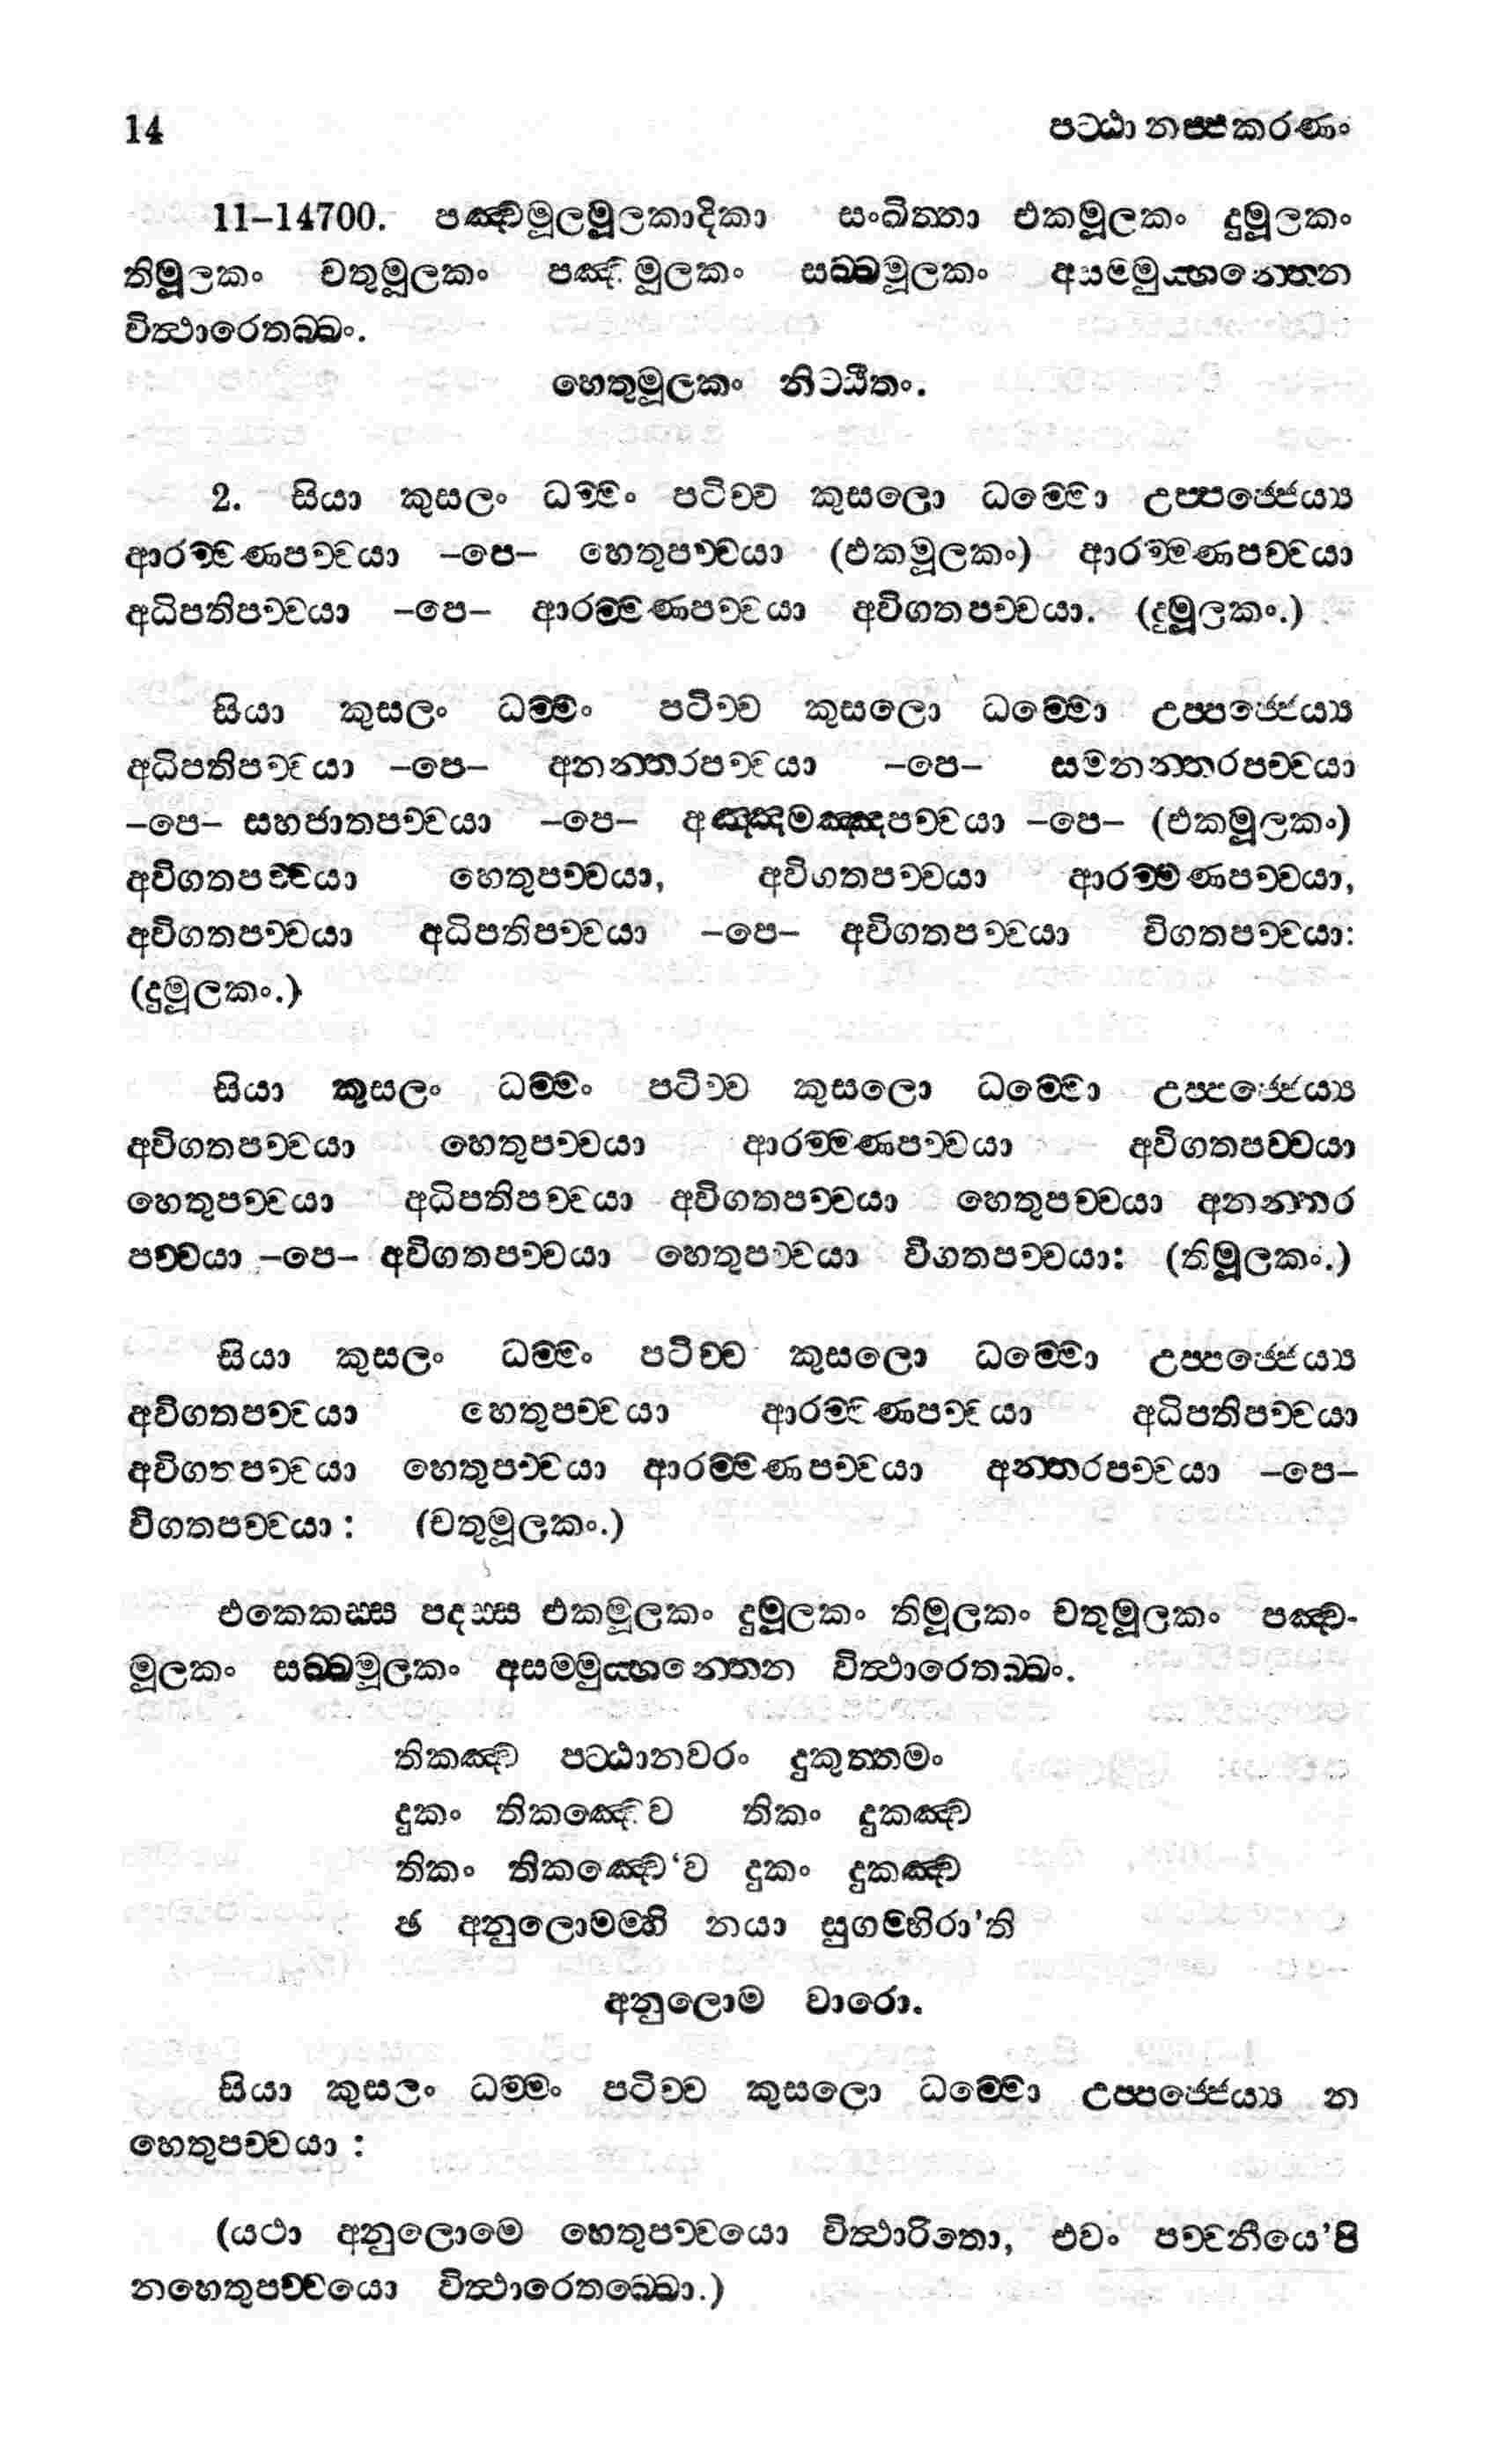 14 පට්ඨානප්පකරණං
11–14700. පඤ්චමූලමූලකාදිකා සංඛිත්තා එකමූලකං දුමූලකං
තිමූලකං චතුමූලකං පඤ්චමූලකං සබ්බමූලකං අයමමුය්හන්තෙන
විත්ථාරෙතබ්බං.
හෙතුමූලකං නිට්ඨිතං.
2. සියා කුසලං ධම්මං පටිච්ච කුසලො ධම්මො උප්පජ්ජෙය්‍ය
ආරම්මණපච්චයා –පෙ– හෙතුපච්චයා (එකමූලකං) ආරම්මණපච්චයා
අධිපතිපච්චයා –පෙ– ආරම්මණපච්චයා අවිගතපච්චයා. (දුමූලකං.)
සියා කුසලං ධම්මං පටිච්ච කුසලො ධම්මො උප්පජ්ජෙය්‍ය
අධිපතිපච්චයා –පෙ– අනන්තරපච්චයා –පෙ– සමනන්තරපච්චයා
–පෙ– සහජාතපච්චයා –පෙ– අඤ්ඤමඤ්ඤපච්චයා –පෙ– (එකමූලකං)
අවිගතපච්චයා හෙතුපච්චයා, අවිගතපච්චයා ආරම්මණපච්චයා,
අවිගතපච්චයා අධිපතිපච්චයා –පෙ– අවිගතපච්චයා විගතපච්චයා:
(දුමූලකං.)
සියා කුසලං ධම්මං පටිච්ච කුසලො ධම්මො උප්පජ්ජෙය්‍ය
අවිගතපච්චයා හෙතුපච්චයා ආරම්මණපච්චයා අවිගතපච්චයා
හෙතුපච්චයා අධිපතිපච්චයා අවිගතපච්චයා හෙතුපච්චයා අනන්තර
පච්චයා –පෙ– අවිගතපච්චයා හෙතුපච්චයා විගතපච්චයා: (තිමූලකං.)
සියා කුසලං ධම්මං පටිච්ච කුසලො ධම්මො උප්පජ්ජෙය්‍ය
අවිගතපච්චයා හෙතුපච්චයා ආරම්මණපච්චයා අධිපතිපච්චයා
අවිගතපච්චයා හෙතුපච්චයා ආරම්මණපච්චයා අන්තරපච්චයා –පෙ–
විගතපච්චයා : (චතුමූලකං.)
එකෙකස්ස පදස්ස එකමූලකං දුමූලකං තිමූලකං චතුමූලකං පඤ්ච-
මූලකං සබ්බමූලකං අසමමුය්හන්තෙන විත්ථාරෙතබ්බං.
තිකඤ්ච පට්ඨානවරං දුකුත්තමං
දුකං තිකඤ්චෙව තිකං දුකඤ්ච
තිකං තිකඤ්චෙ‘ව දුකං දුකඤ්ච
ඡ අනුලොමම්හි නයා සුගම්භිරා’ති
අනුලොම වාරො.
සියා කුසලං ධම්මං පටිච්ච කුසලො ධම්මො උප්පජ්ජෙය්‍ය න
හෙතුපච්චයා :
(යථා අනුලොමෙ හෙතුපච්චයො විත්ථාරිතො, එවං පච්චනීයෙ’පි
නහෙතුපච්චයො විත්ථාරෙතබ්බො.)